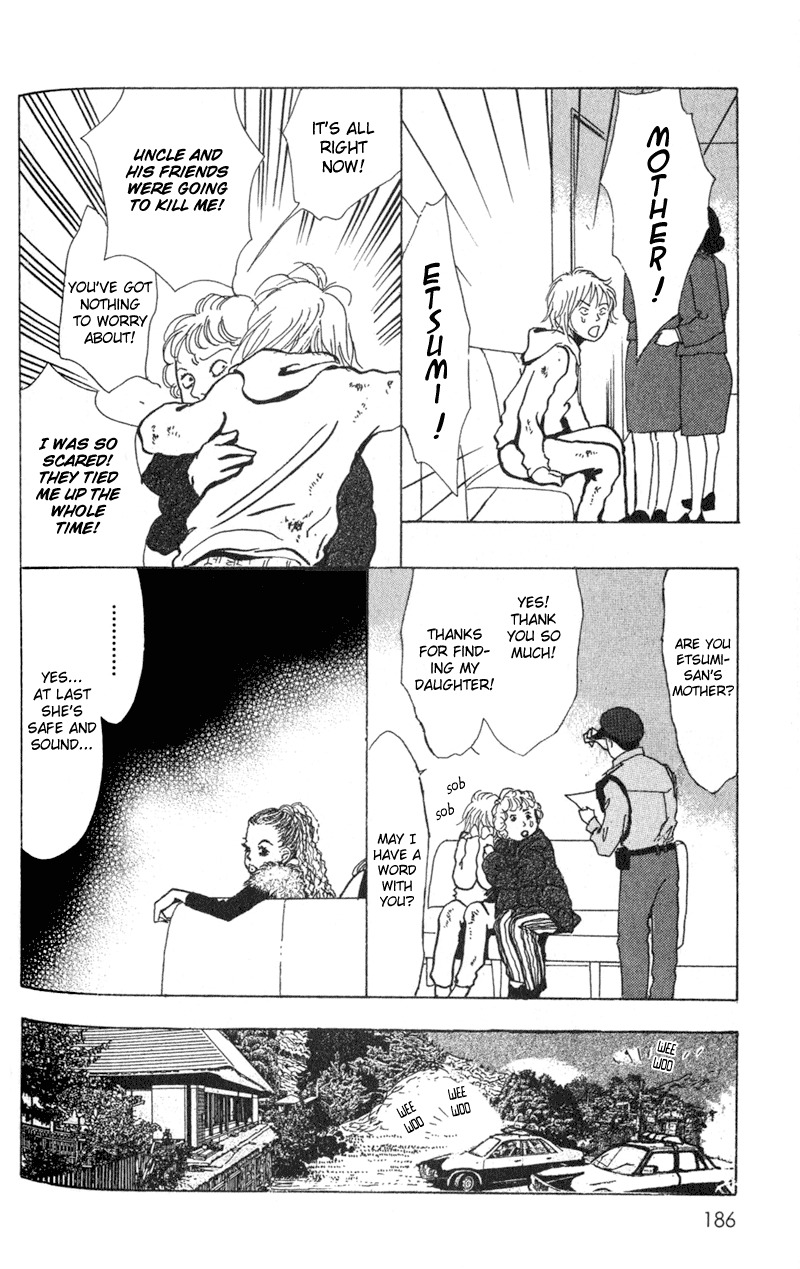 MOTHER!
ETSUMI!
IT'S ALL
RIGHT
NOW!
UNCLE AND
HIS FRIENDS
WERE GOING
TO KILL ME!
YOU'VE GOT
NOTHING
TO WORRY
ABOUT!
I WAS SO
SCARED!
THEY TIED
ME UP THE
WHOLE
TIME!
ARE YOU
ETSUMI-
SAN'S
MOTHER?
YES!
THANK
YOU SO
MUCH!
THANKS
FOR FIND-
ING MY
DAUGHTER!
sob
sob
MAY I
HAVE A
WORD
WITH
YOU?
..........
YES...
AT LAST
SHE'S
SAFE AND
SOUND...
WEE
WOO
WEE
WOO
WEE
WOO
186